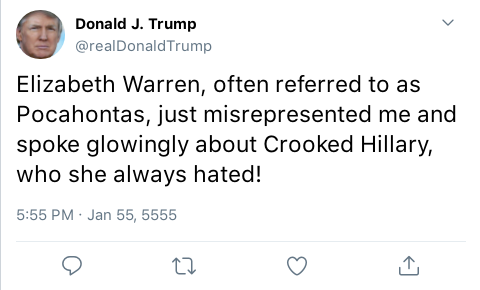 Donald J. Trump
@realDonaldTrump
Elizabeth Warren, often referred to as
Pocahontas, just misrepresented me and
spoke glowingly about Crooked Hillary,
who she always hated!
5:55 PM · Jan 55, 5555